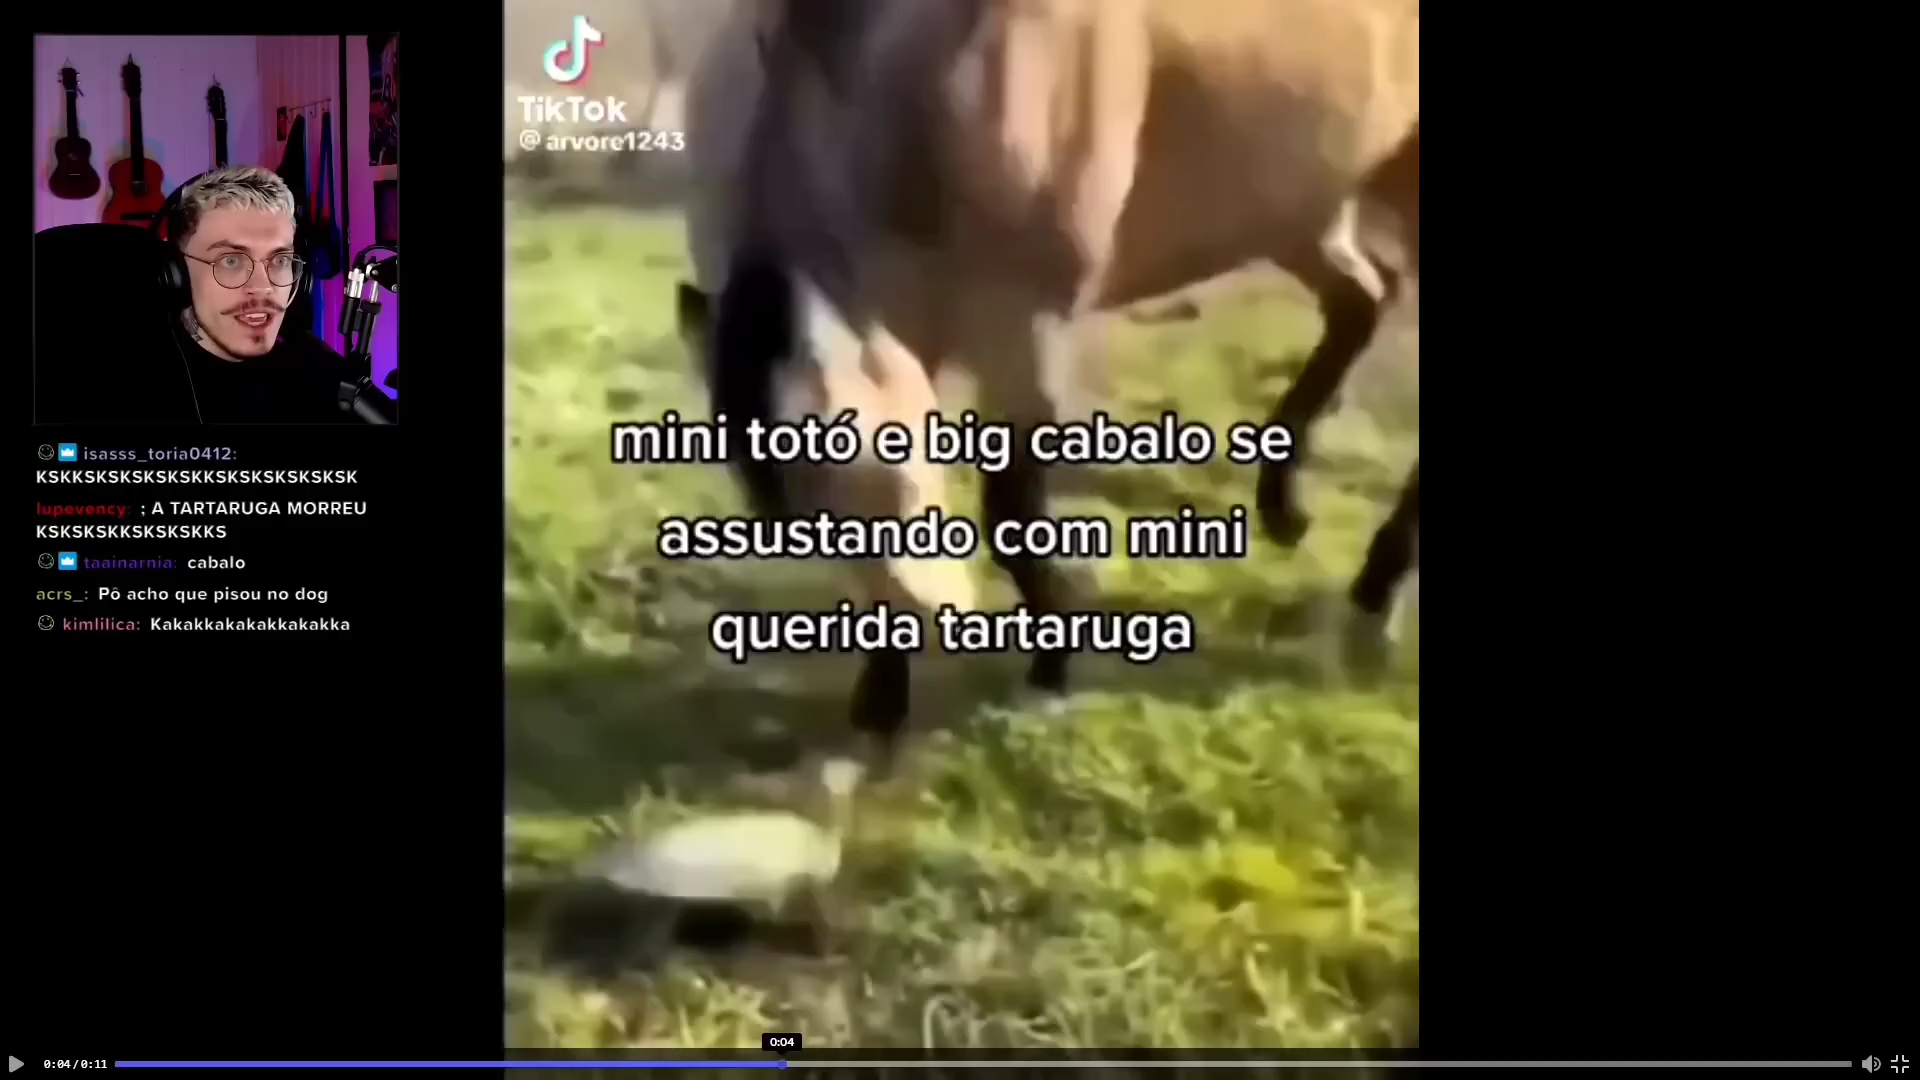 TikTok
@arvore1243
mini totó e big cabalo se
assustando com mini
querida tartaruga
isasss_toria0412:
KSKKSKSKSKSKSKKSKSKSKSKSKSK
lupevency: ; A TARTARUGA MORREU
KSKSKSKKSKSKSKKS
taainarnia: cabalo
acrs_: Pô acho que pisou no dog
kimlilica: Kakakkakakakkakakka
0:04
0:04/0:11